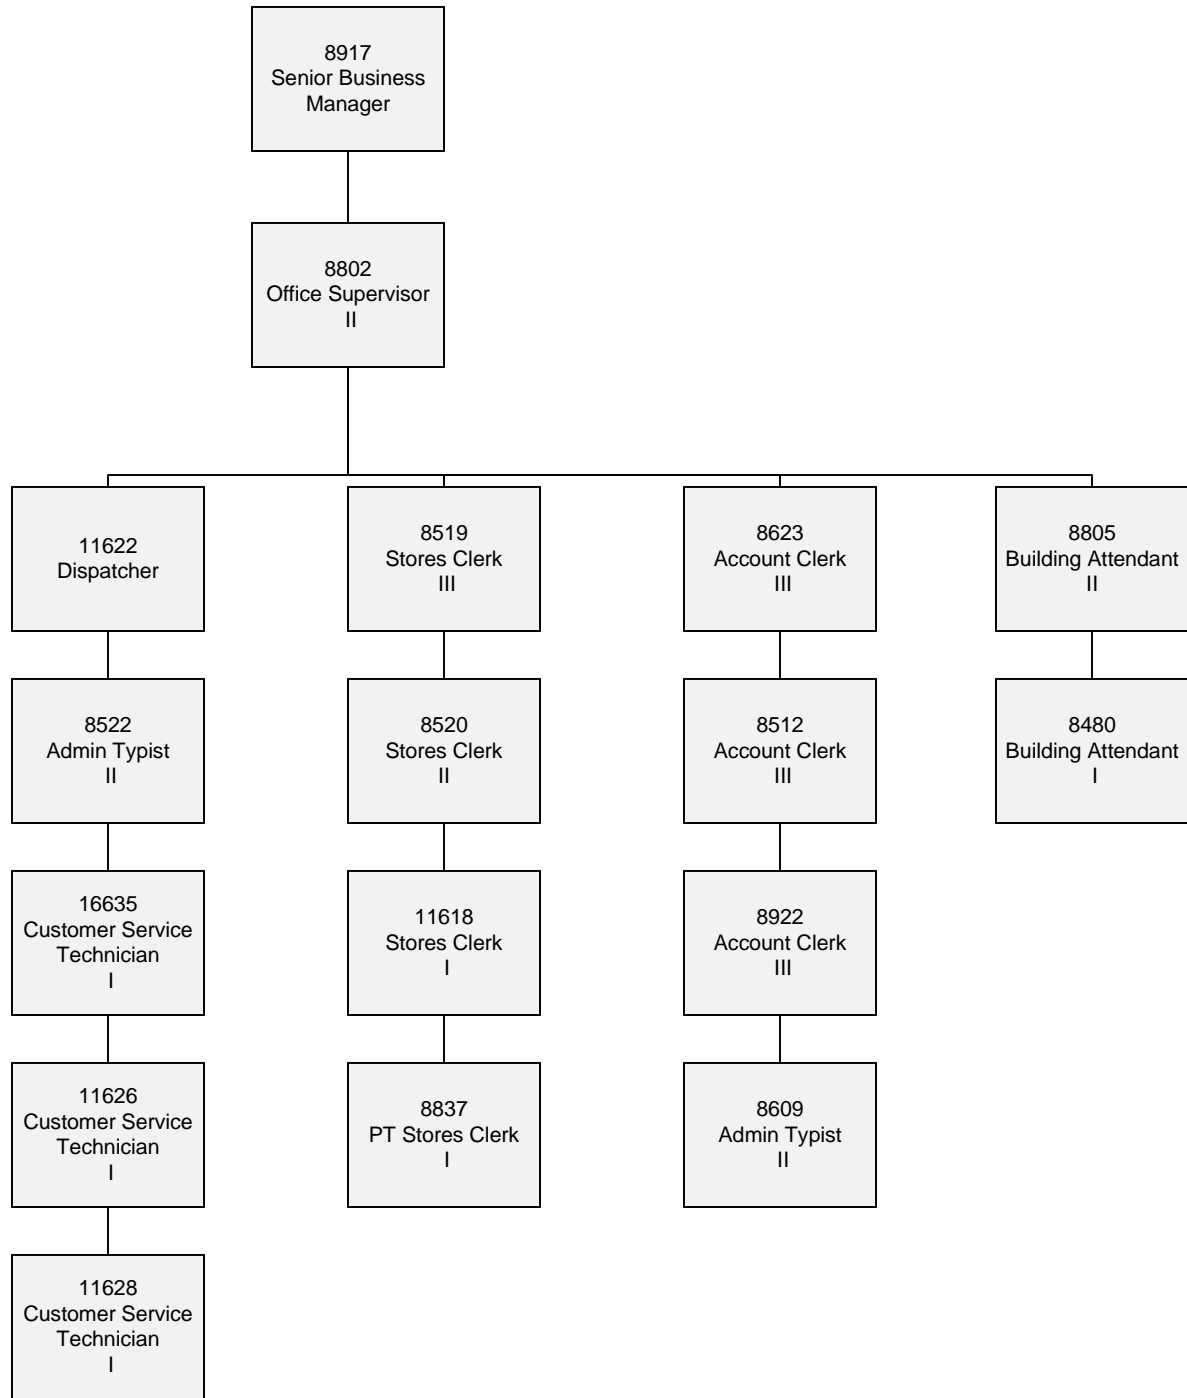 8917
Senior Business
Manager
8802
Office Supervisor
II
11622
Dispatcher
8519
Stores Clerk
III
8623
Account Clerk
III
8805
Building Attendant
II
8522
Admin Typist
II
8520
Stores Clerk
II
8512
Account Clerk
III
8480
Building Attendant
I
16635
Customer Service
Technician
I
11618
Stores Clerk
I
8922
Account Clerk
III
11626
Customer Service
Technician
I
8837
PT Stores Clerk
I
8609
Admin Typist
II
11628
Customer Service
Technician
I